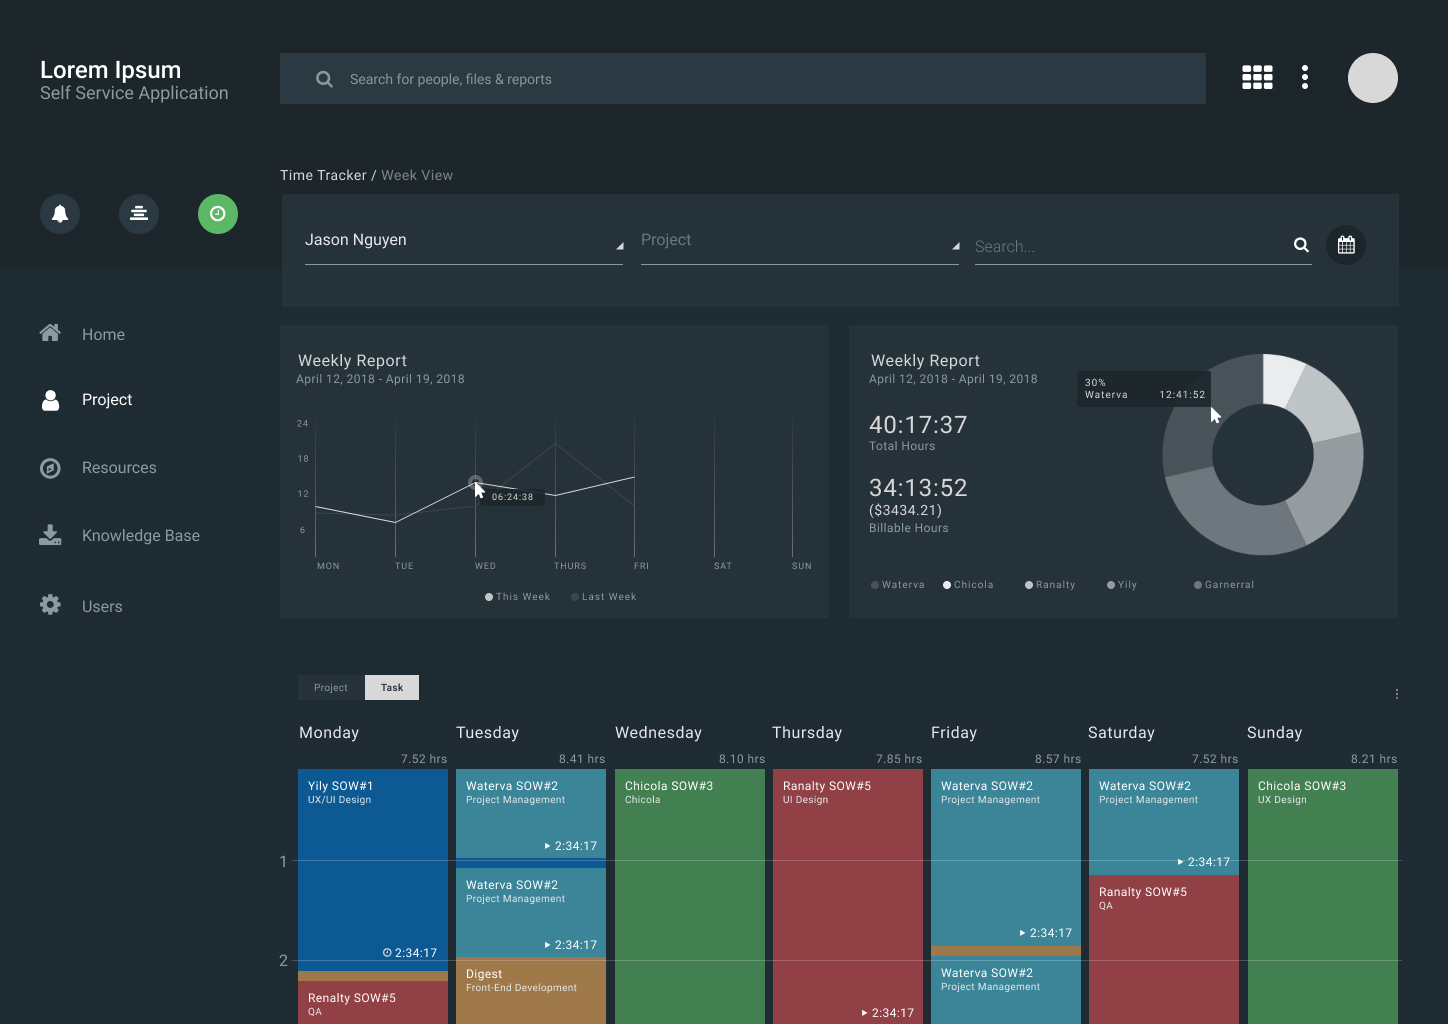 Lorem Ipsum
Self Service Application
Search for people, files & reports
Time Tracker / Week View
Jason Nguyen
Project
Search...
Home
Project
Resources
Knowledge Base
Users
Weekly Report
April 12, 2018 - April 19, 2018
24
18
12
6
06:24:38
MON TUE WED THURS FRI SAT SUN
This Week Last Week
Weekly Report
April 12, 2018 - April 19, 2018
40:17:37
Total Hours
34:13:52
($3434.21)
Billable Hours
30%
Waterva 12:41:52
Waterva Chicola Ranalty Yily Garnerral
Project Task
Monday Tuesday Wednesday Thursday Friday Saturday Sunday
7.52 hrs 8.41 hrs 8.10 hrs 7.85 hrs 8.57 hrs 7.52 hrs 8.21 hrs
Yily SOW#1
UX/UI Design
2:34:17
Renalty SOW#5
QA
Waterva SOW#2
Project Management
2:34:17
Waterva SOW#2
Project Management
2:34:17
Digest
Front-End Development
Chicola SOW#3
Chicola
Ranalty SOW#5
UI Design
2:34:17
Waterva SOW#2
Project Management
2:34:17
Waterva SOW#2
Project Management
Waterva SOW#2
Project Management
2:34:17
Ranalty SOW#5
QA
Chicola SOW#3
UX Design
1
2